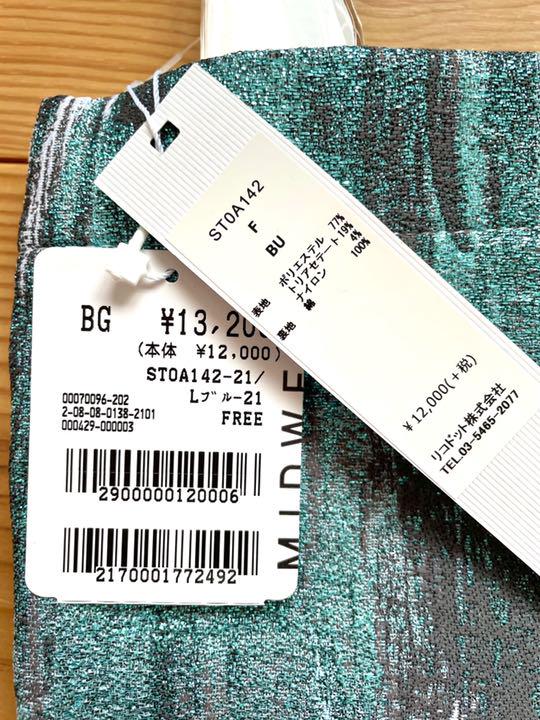 STOA142
F
BU
表地 ポリエステル 77%
トリアセテート 19%
ナイロン 4%
裏地 綿 100%
¥12,000(+税)
リコドット株式会社
TEL.03-5465-2077
BG ¥13,20
(本体 ¥12,000)
STOA142-21/
Lブル-21
FREE
00070096-202
2-08-08-0138-2101
000429-000003
2900000120006
2170001772492
MIDWE